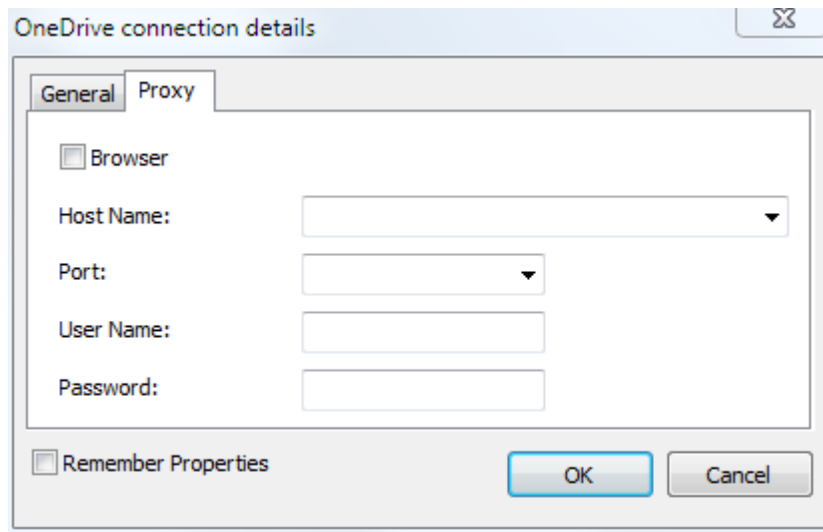 OneDrive connection details
General Proxy
Browser
Host Name:
Port:
User Name:
Password:
Remember Properties
OK Cancel